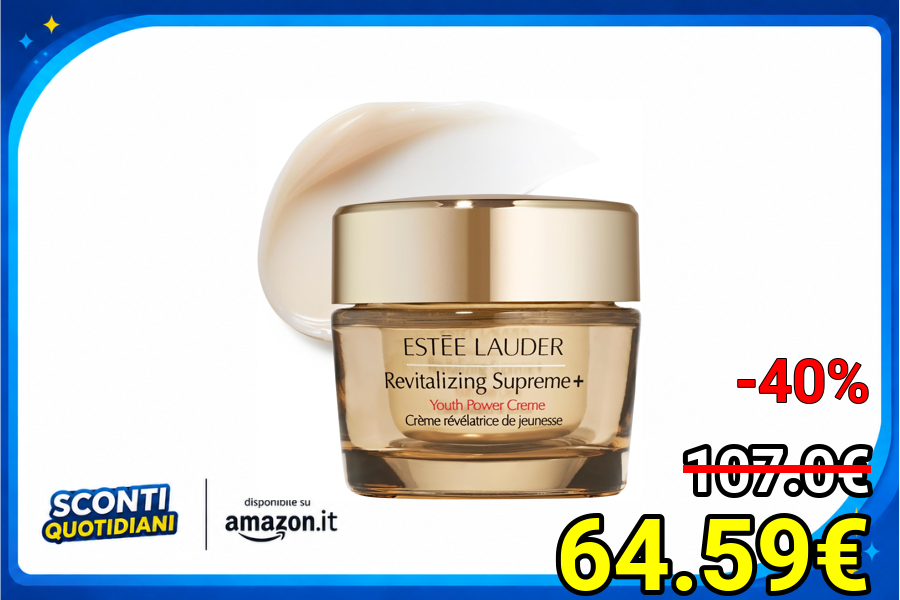 ESTĒE LAUDER
Revitalizing Supreme+
Youth Power Creme
Crème révélatrice de jeunesse
-40%
107.0€
64.59€
SCONTI
QUOTIDIANI
disponibile su
amazon.it